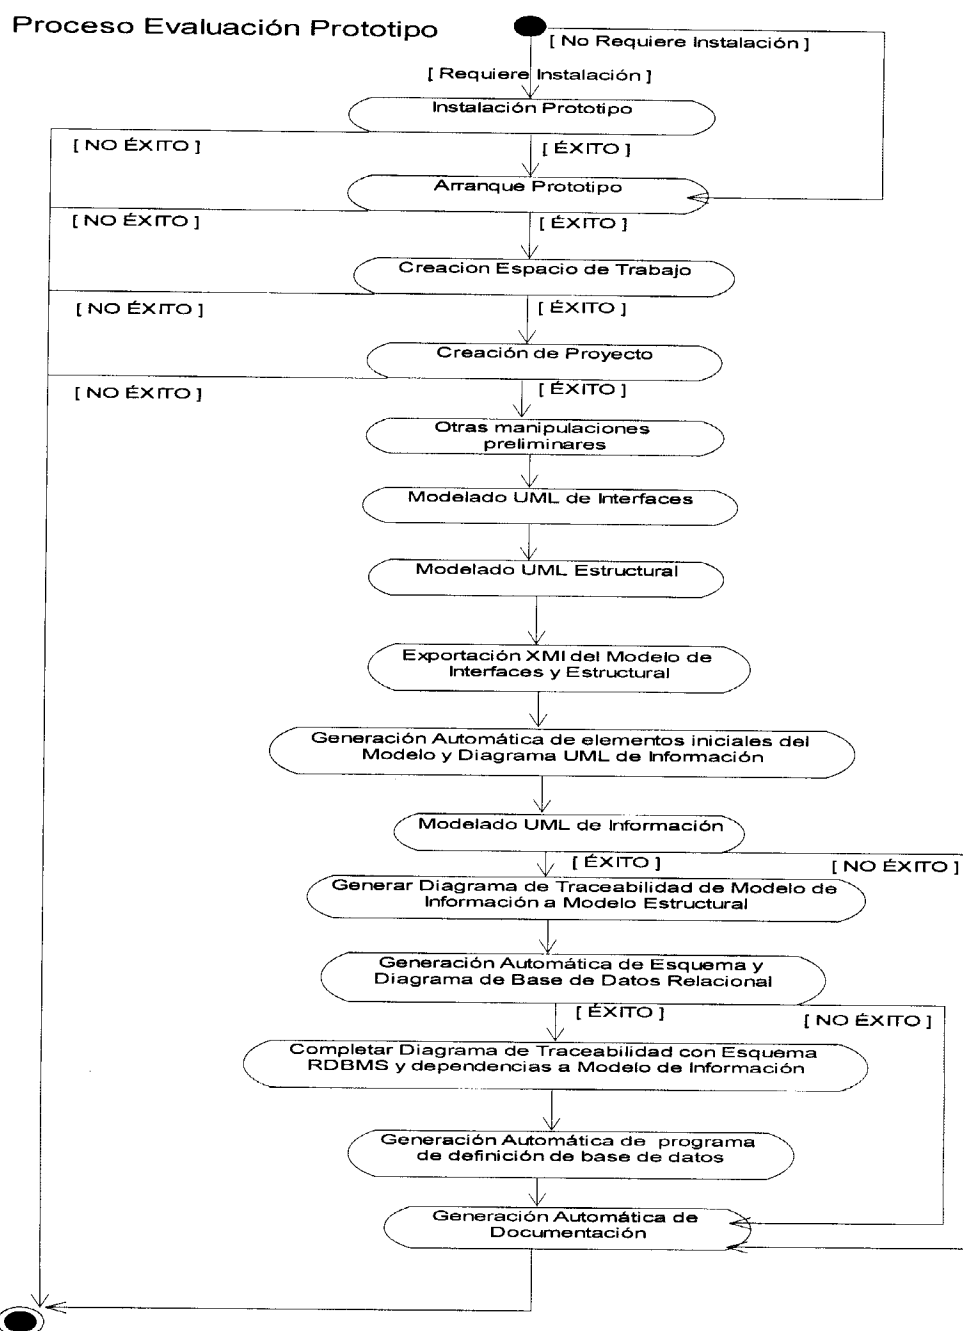 Proceso Evaluación Prototipo
[ No Requiere Instalación ]
[ Requiere Instalación ]
Instalación Prototipo
[ NO ÉXITO ]
[ ÉXITO ]
Arranque Prototipo
[ NO ÉXITO ]
[ ÉXITO ]
Creacion Espacio de Trabajo
[ NO ÉXITO ]
[ ÉXITO ]
Creación de Proyecto
[ NO ÉXITO ]
[ ÉXITO ]
Otras manipulaciones
preliminares
Modelado UML de Interfaces
Modelado UML Estructural
Exportación XMI del Modelo de
Interfaces y Estructural
Generación Automática de elementos iniciales del
Modelo y Diagrama UML de Información
Modelado UML de Información
[ ÉXITO ]
[ NO ÉXITO ]
Generar Diagrama de Traceabilidad de Modelo de
Información a Modelo Estructural
Generación Automática de Esquema y
Diagrama de Base de Datos Relacional
[ ÉXITO ]
[ NO ÉXITO ]
Completar Diagrama de Traceabilidad con Esquema
RDBMS y dependencias a Modelo de Información
Generación Automática de programa
de definición de base de datos
Generación Automática de
Documentación